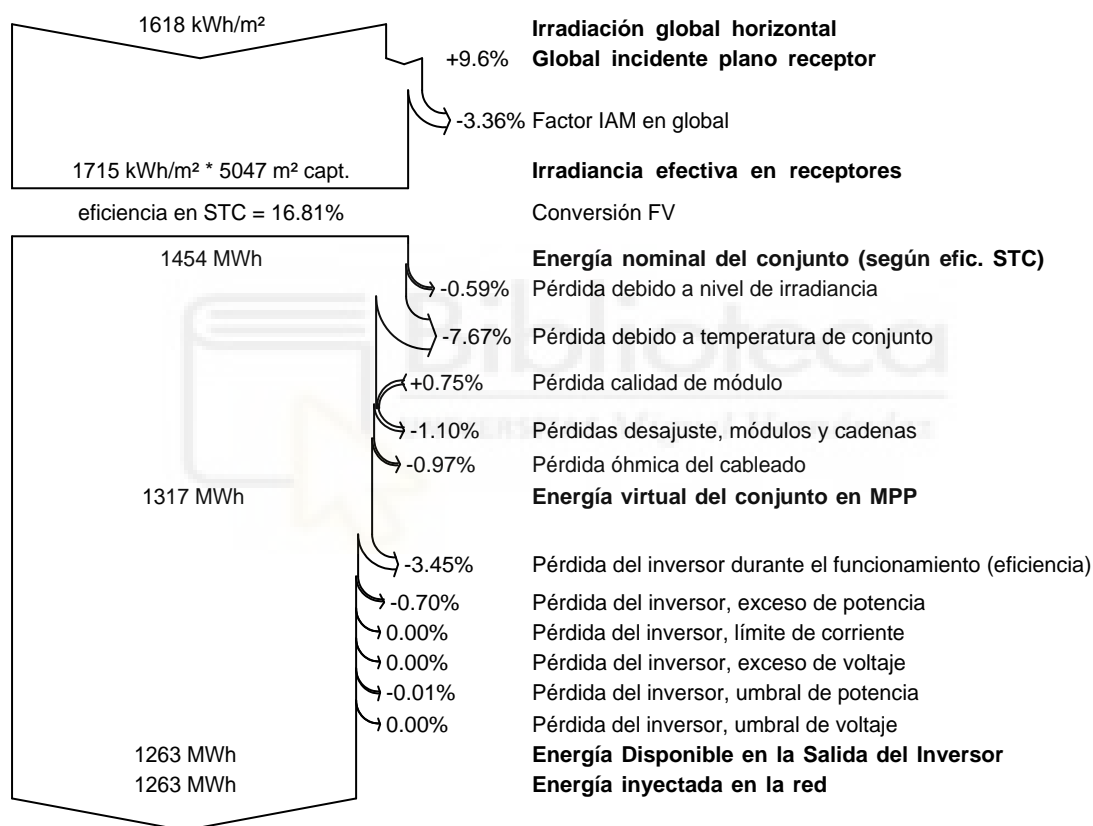 1618 kWh/m² Irradiación global horizontal
+9.6% Global incidente plano receptor
-3.36% Factor IAM en global
1715 kWh/m² * 5047 m² capt. Irradiancia efectiva en receptores
eficiencia en STC = 16.81% Conversión FV
1454 MWh Energía nominal del conjunto (según efic. STC)
-0.59% Pérdida debido a nivel de irradiancia
-7.67% Pérdida debido a temperatura de conjunto
Biblioteca
+0.75% Pérdida calidad de módulo
UNIVERSITAS Miguel Hernández
-1.10% Pérdidas desajuste, módulos y cadenas
-0.97% Pérdida óhmica del cableado
1317 MWh Energía virtual del conjunto en MPP
-3.45% Pérdida del inversor durante el funcionamiento (eficiencia)
-0.70% Pérdida del inversor, exceso de potencia
0.00% Pérdida del inversor, límite de corriente
0.00% Pérdida del inversor, exceso de voltaje
-0.01% Pérdida del inversor, umbral de potencia
0.00% Pérdida del inversor, umbral de voltaje
1263 MWh Energía Disponible en la Salida del Inversor
1263 MWh Energía inyectada en la red